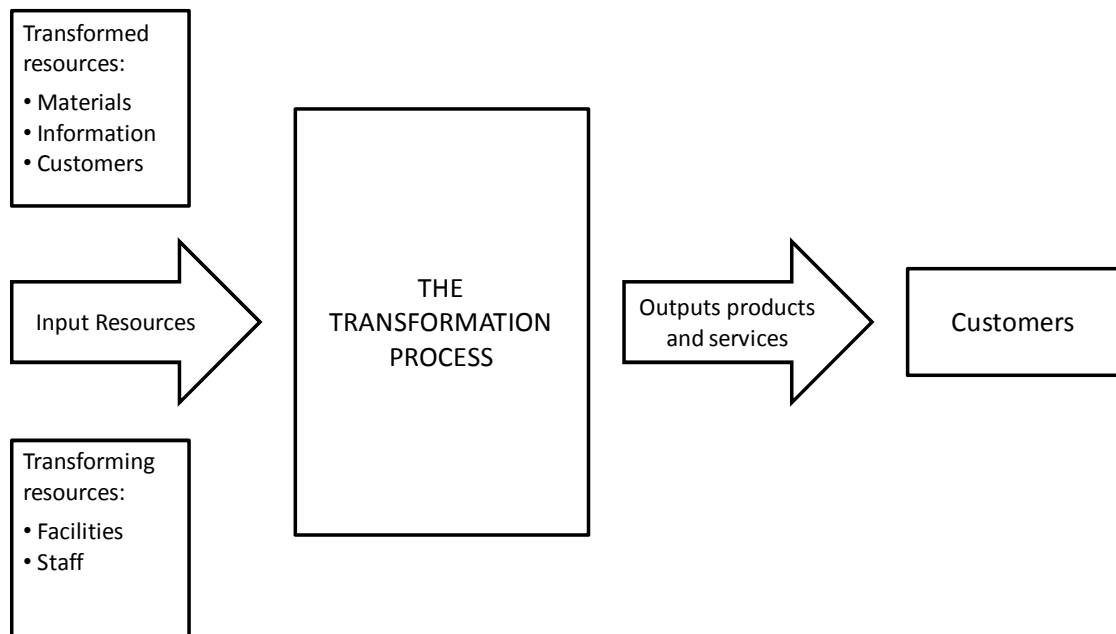 Transformed
resources:
• Materials
• Information
• Customers
Input Resources
Transforming
resources:
• Facilities
• Staff
THE
TRANSFORMATION
PROCESS
Outputs products
and services
Customers